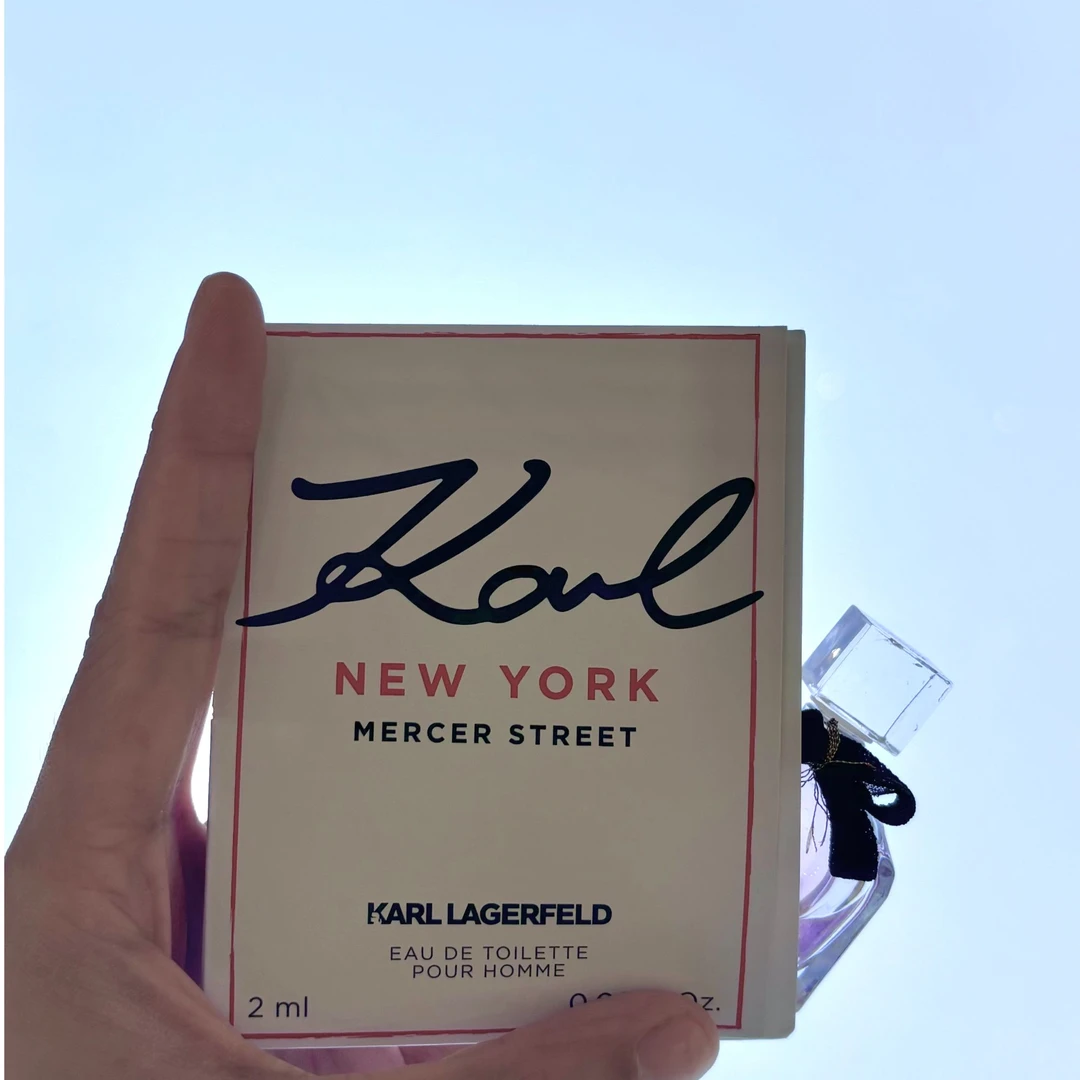 Karl
NEW YORK
MERCER STREET
KARL LAGERFELD
EAU DE TOILETTE
POUR HOMME
2 ml